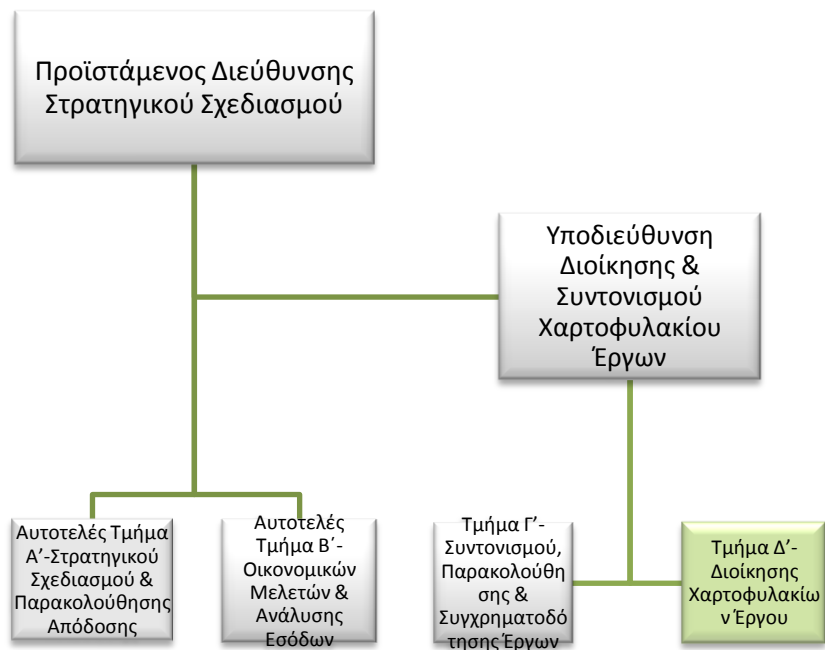 Προϊστάμενος Διεύθυνσης
Στρατηγικού Σχεδιασμού
Υποδιεύθυνση
Διοίκησης &
Συντονισμού
Χαρτοφυλακίου
Έργων
Αυτοτελές Τμήμα
Α’-Στρατηγικού
Σχεδιασμού &
Παρακολούθησης
Απόδοσης
Αυτοτελές
Τμήμα Β΄-
Οικονομικών
Μελετών &
Ανάλυσης
Εσόδων
Τμήμα Γ’-
Συντονισμού,
Παρακολούθη
σης &
Συγχρηματοδό
τησης Έργων
Τμήμα Δ’-
Διοίκησης
Χαρτοφυλακίω
ν Έργου